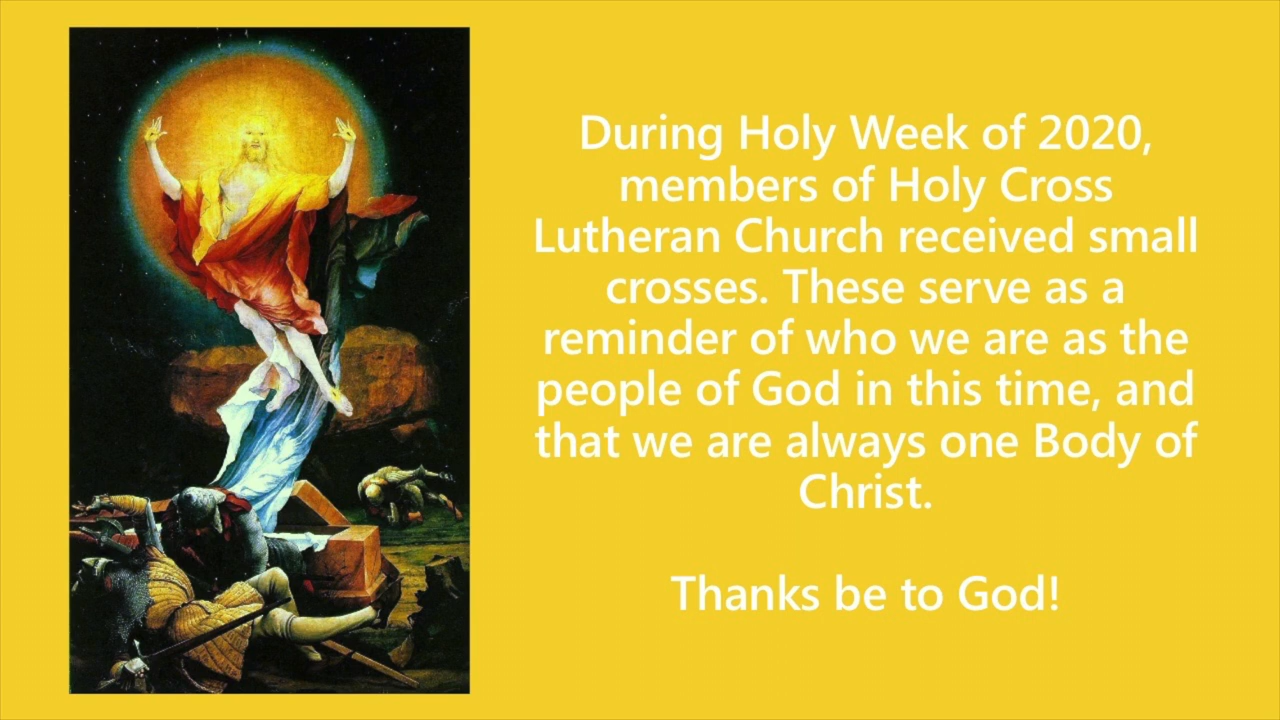 During Holy Week of 2020,
members of Holy Cross
Lutheran Church received small
crosses. These serve as a
reminder of who we are as the
people of God in this time, and
that we are always one Body of
Christ.
Thanks be to God!